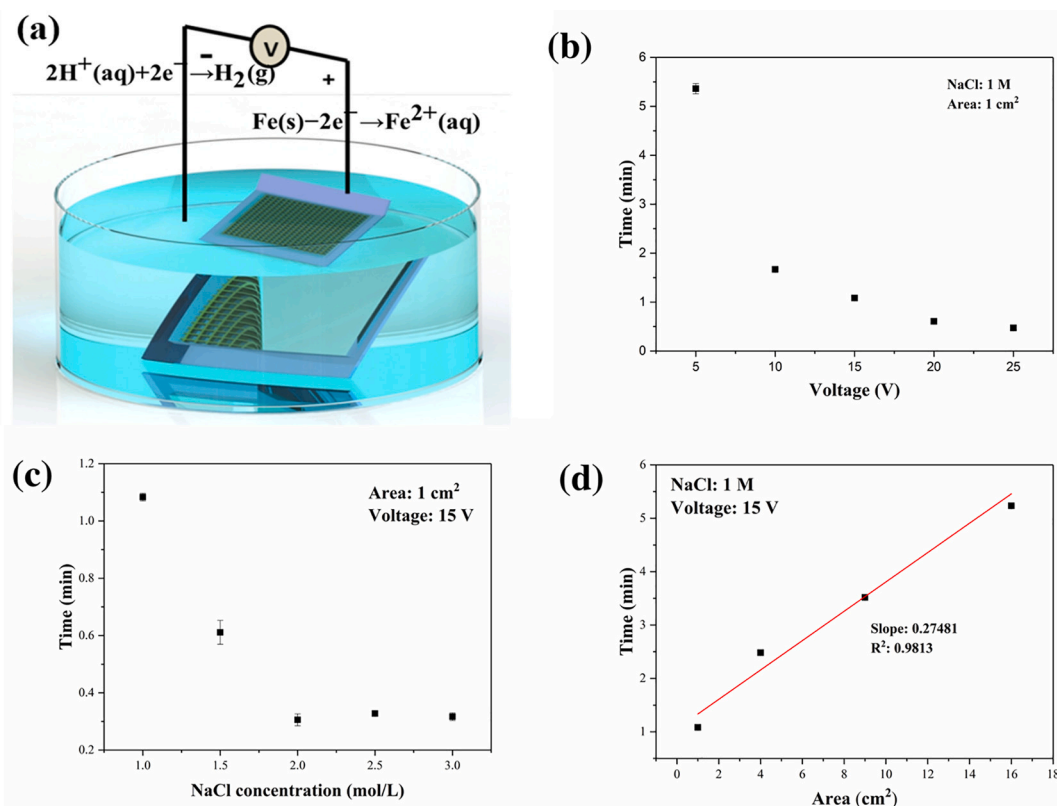 (a)
V
−
+
2H⁺(aq)+2e⁻→H₂(g)
Fe(s)−2e⁻→Fe²⁺(aq)
(b)
NaCl: 1 M
Area: 1 cm²
Time (min)
6
5
4
3
2
1
0
5 10 15 20 25
Voltage (V)
(c)
Area: 1 cm²
Voltage: 15 V
Time (min)
1.2
1.0
0.8
0.6
0.4
0.2
1.0 1.5 2.0 2.5 3.0
NaCl concentration (mol/L)
(d)
NaCl: 1 M
Voltage: 15 V
Time (min)
6
5
4
3
2
1
Slope: 0.27481
R²: 0.9813
0 2 4 6 8 10 12 14 16 18
Area (cm²)